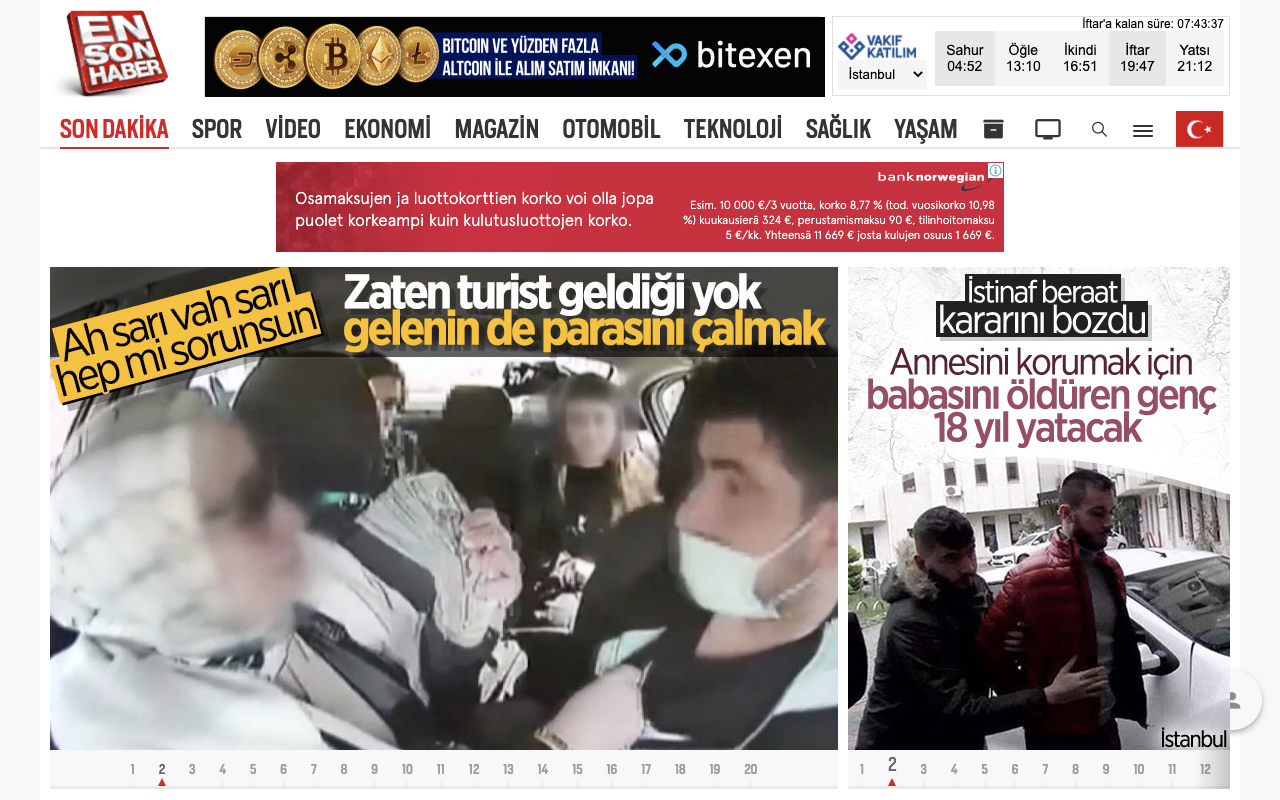 EN
SON
HABER
BITCOIN VE YÜZDEN FAZLA
ALTCOIN İLE ALIM SATIM İMKANI!
bitexen
VAKIF
KATILIM
İstanbul
İftar'a kalan süre: 07:43:37
Sahur Öğle İkindi İftar Yatsı
04:52 13:10 16:51 19:47 21:12
SON DAKİKA SPOR VİDEO EKONOMİ MAGAZİN OTOMOBİL TEKNOLOJİ SAĞLIK YAŞAM
Osamaksujen ja luottokorttien korko voi olla jopa
puolet korkeampi kuin kulutusluottojen korko.
bank norwegian
Esim. 10 000 €/3 vuotta, korko 8,77 % (tod. vuosikorko 10,98
%) kuukausierä 324 €, perustamismaksu 90 €, tilinhoitomaksu
5 €/kk. Yhteensä 11 669 € josta kulujen osuus 1 669 €.
Ah sarı vah sarı
hep mi sorunsun
Zaten turist geldiği yok
gelenin de parasını çalmak
İstinaf beraat
kararını bozdu
Annesini korumak için
babasını öldüren genç
18 yıl yatacak
İstanbul
1 2 3 4 5 6 7 8 9 10 11 12 13 14 15 16 17 18 19 20
1 2 3 4 5 6 7 8 9 10 11 12